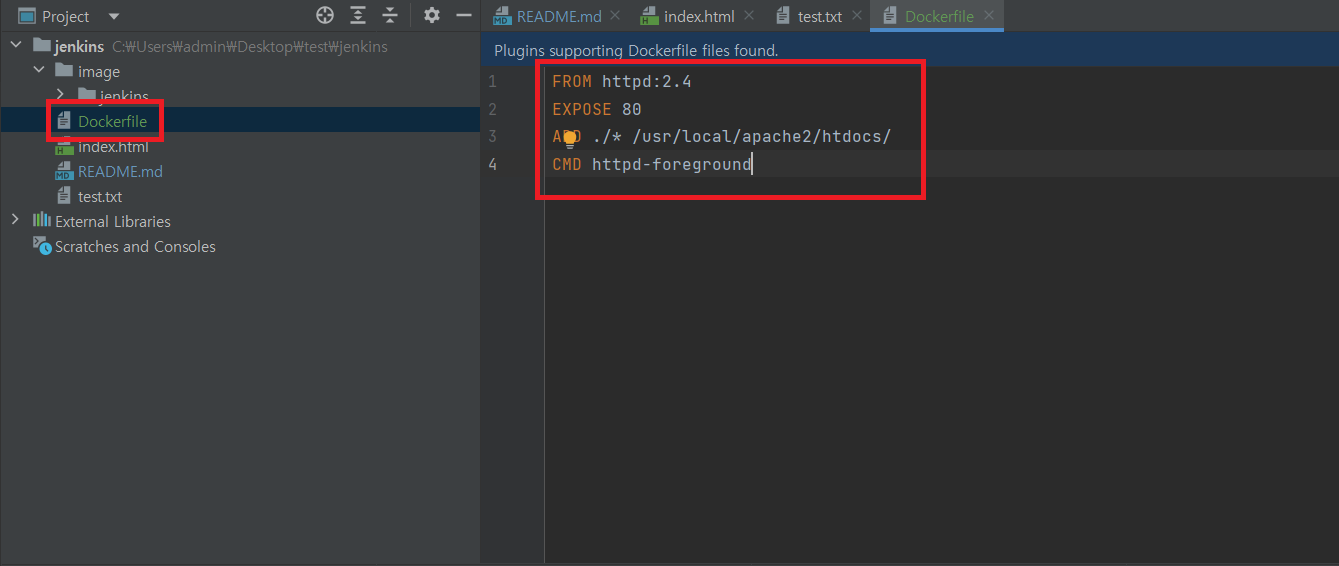 Project
README.md
index.html
test.txt
Dockerfile
jenkins C:₩Users₩admin₩Desktop₩test₩jenkins
image
jenkins
Dockerfile
index.html
README.md
test.txt
External Libraries
Scratches and Consoles
Plugins supporting Dockerfile files found.
1 FROM httpd:2.4
2 EXPOSE 80
3 ADD ./* /usr/local/apache2/htdocs/
4 CMD httpd-foreground